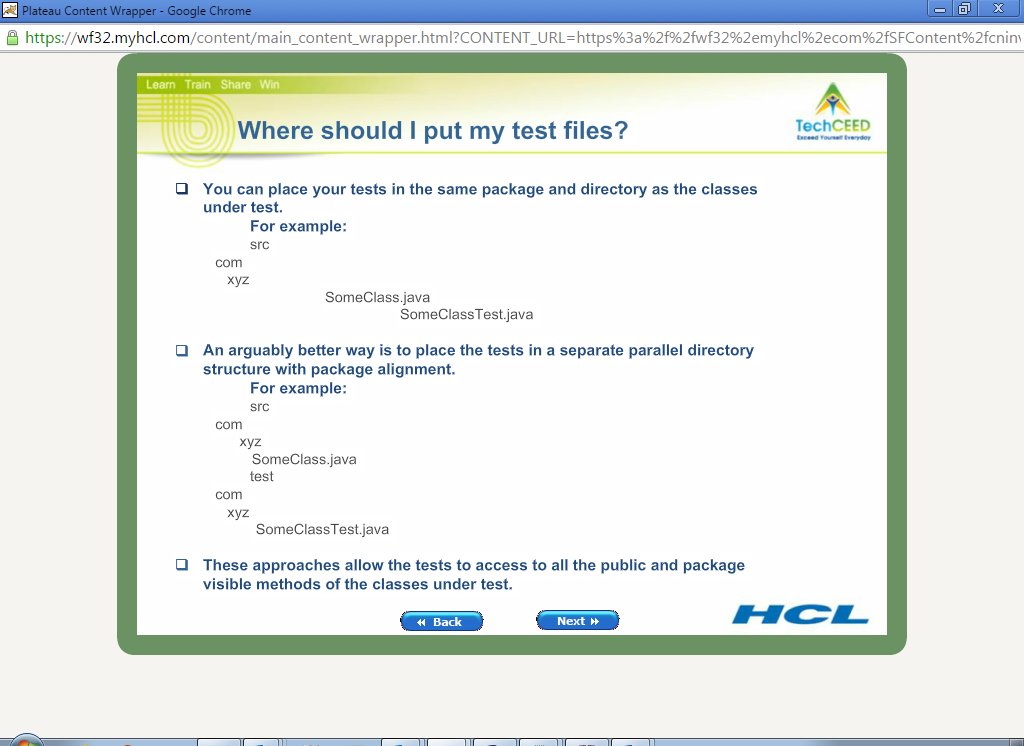 Plateau Content Wrapper - Google Chrome
https://wf32.myhcl.com/content/main_content_wrapper.html?CONTENT_URL=https%3a%2f%2fwf32%2emyhcl%2ecom%2fSFContent%2fcninv
Learn Train Share Win
TechCEED
Exceed Yourself Everyday
Where should I put my test files?
You can place your tests in the same package and directory as the classes
under test.
For example:
src
com
xyz
SomeClass.java
SomeClassTest.java
An arguably better way is to place the tests in a separate parallel directory
structure with package alignment.
For example:
src
com
xyz
SomeClass.java
test
com
xyz
SomeClassTest.java
These approaches allow the tests to access to all the public and package
visible methods of the classes under test.
Back Next
HCL